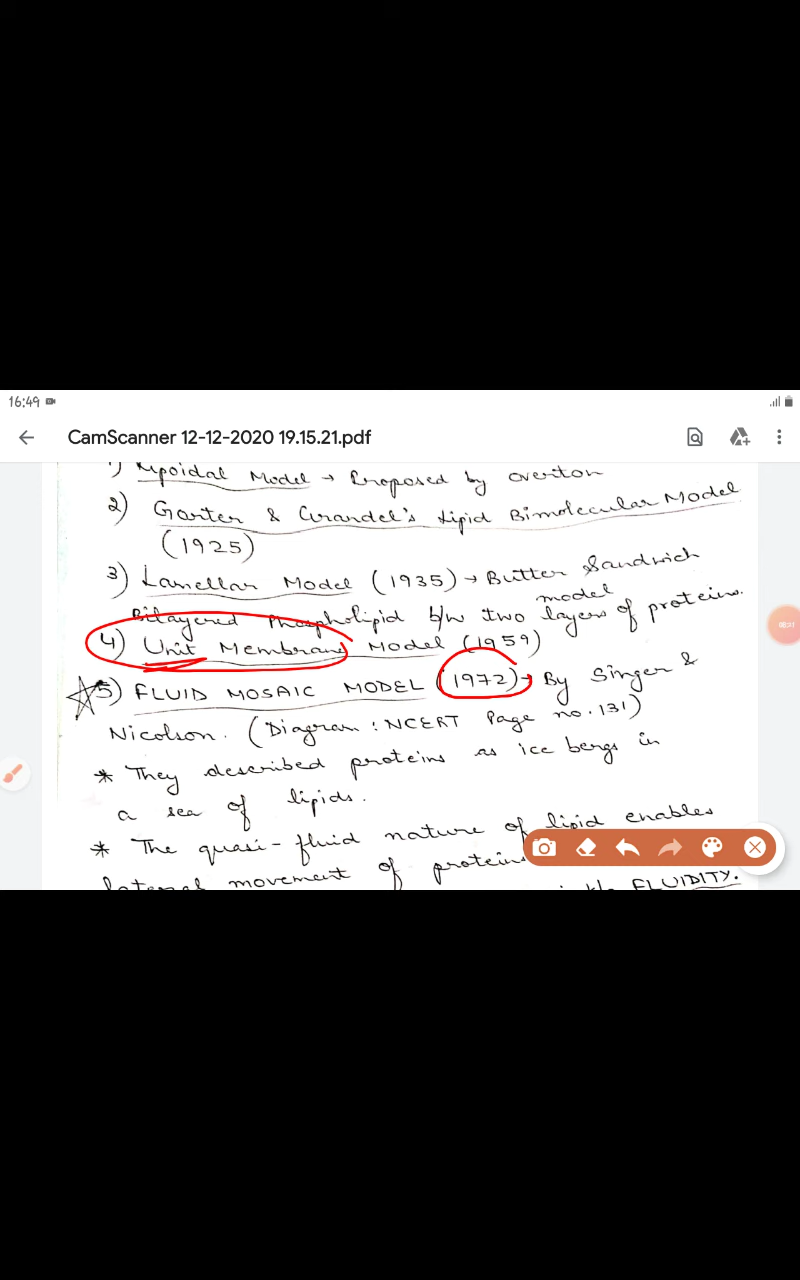 16:49
CamScanner 12-12-2020 19.15.21.pdf
1) Lipoidal Model → Proposed by overton
2) Gorter & Grendel's Lipid Bimolecular Model
(1925)
3) Lamellar Model (1935) → Butter Sandwich
model
Bilayered Phospholipid b/w two layers of proteins.
4) Unit Membrane Model (1959)
5) FLUID MOSAIC MODEL (1972) → By Singer &
Nicolson. (Diagram : NCERT Page no. 131)
* They described proteins as ice bergs in
a sea of lipids.
* The quasi-fluid nature of lipid enables
lateral movement of protein
FLUIDITY.